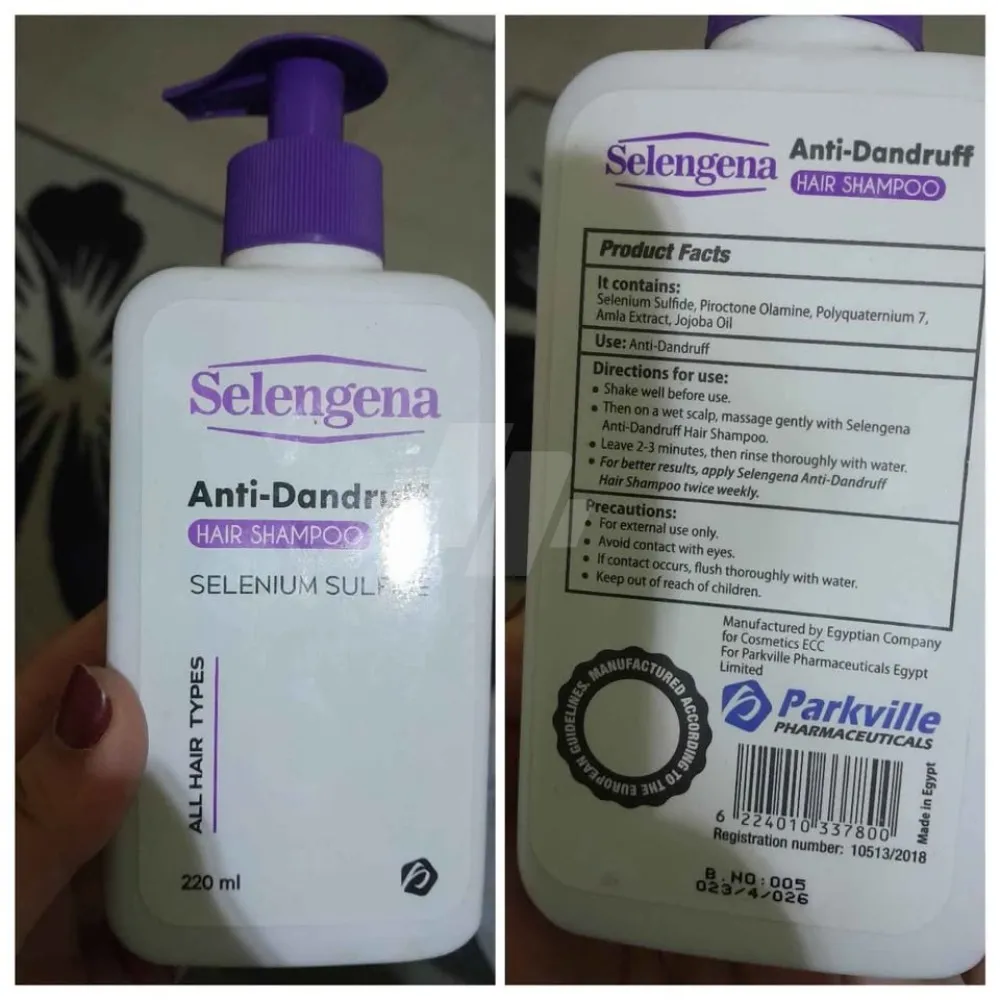 Selengena
Anti-Dandruff
HAIR SHAMPOO
SELENIUM SULFIDE
ALL HAIR TYPES
220 ml
Selengena
Anti-Dandruff
HAIR SHAMPOO
Product Facts
It contains:
Selenium Sulfide, Piroctone Olamine, Polyquaternium 7,
Amla Extract, Jojoba Oil
Use: Anti-Dandruff
Directions for use:
• Shake well before use.
• Then on a wet scalp, massage gently with Selengena
Anti-Dandruff Hair Shampoo.
• Leave 2-3 minutes, then rinse thoroughly with water.
• For better results, apply Selengena Anti-Dandruff
Hair Shampoo twice weekly.
Precautions:
• For external use only.
• Avoid contact with eyes.
• If contact occurs, flush thoroughly with water.
• Keep out of reach of children.
Manufactured by Egyptian Company
for Cosmetics ECC
For Parkville Pharmaceuticals Egypt
Limited
MANUFACTURED ACCORDING TO THE EUROPEAN GUIDELINES.
Parkville
PHARMACEUTICALS
6 224010 337800
Made in Egypt
Registration number: 10513/2018
B.NO:005
023/4/026